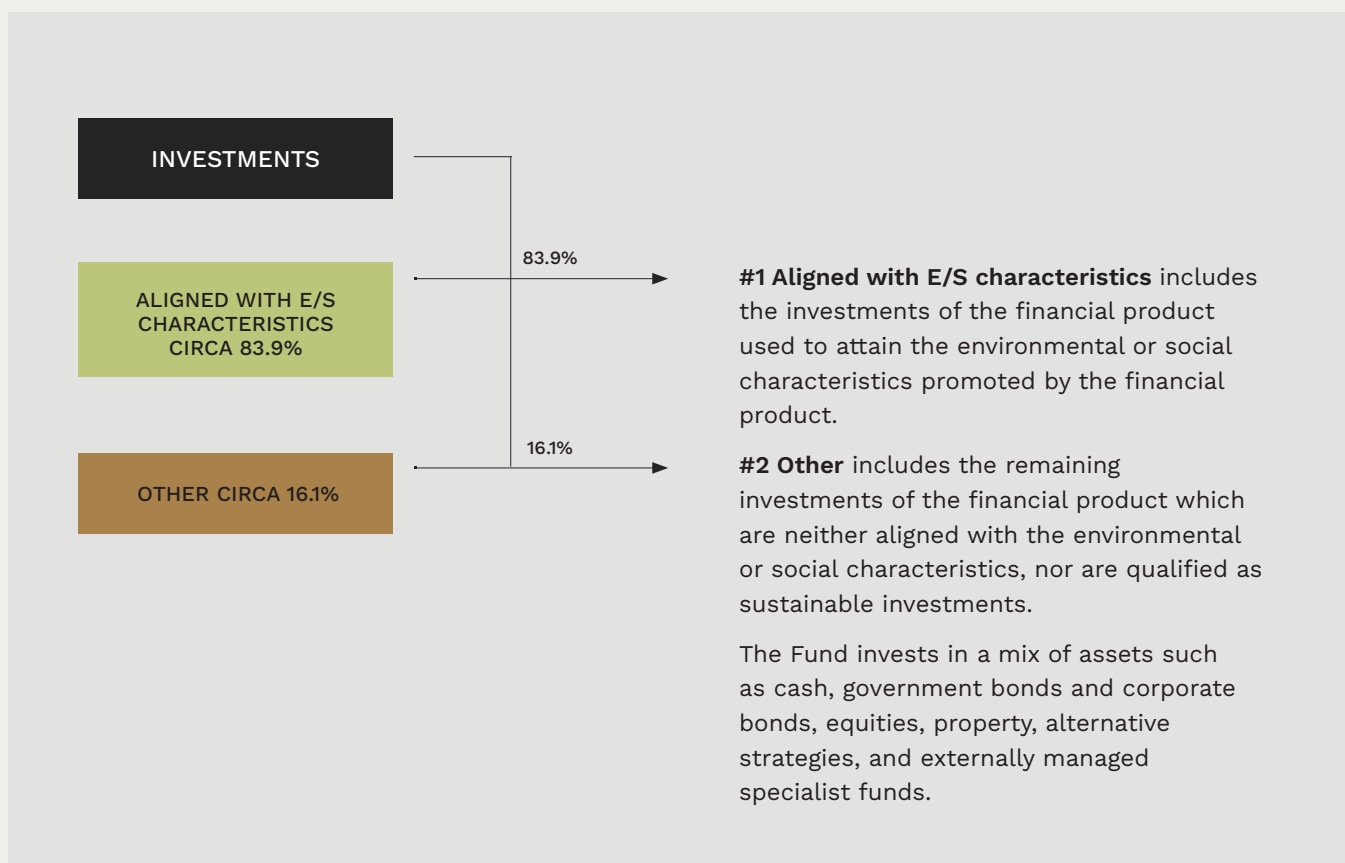 INVESTMENTS
ALIGNED WITH E/S
CHARACTERISTICS
CIRCA 83.9%
OTHER CIRCA 16.1%
83.9%
16.1%
#1 Aligned with E/S characteristics includes
the investments of the financial product
used to attain the environmental or social
characteristics promoted by the financial
product.
#2 Other includes the remaining
investments of the financial product which
are neither aligned with the environmental
or social characteristics, nor are qualified as
sustainable investments.
The Fund invests in a mix of assets such
as cash, government bonds and corporate
bonds, equities, property, alternative
strategies, and externally managed
specialist funds.